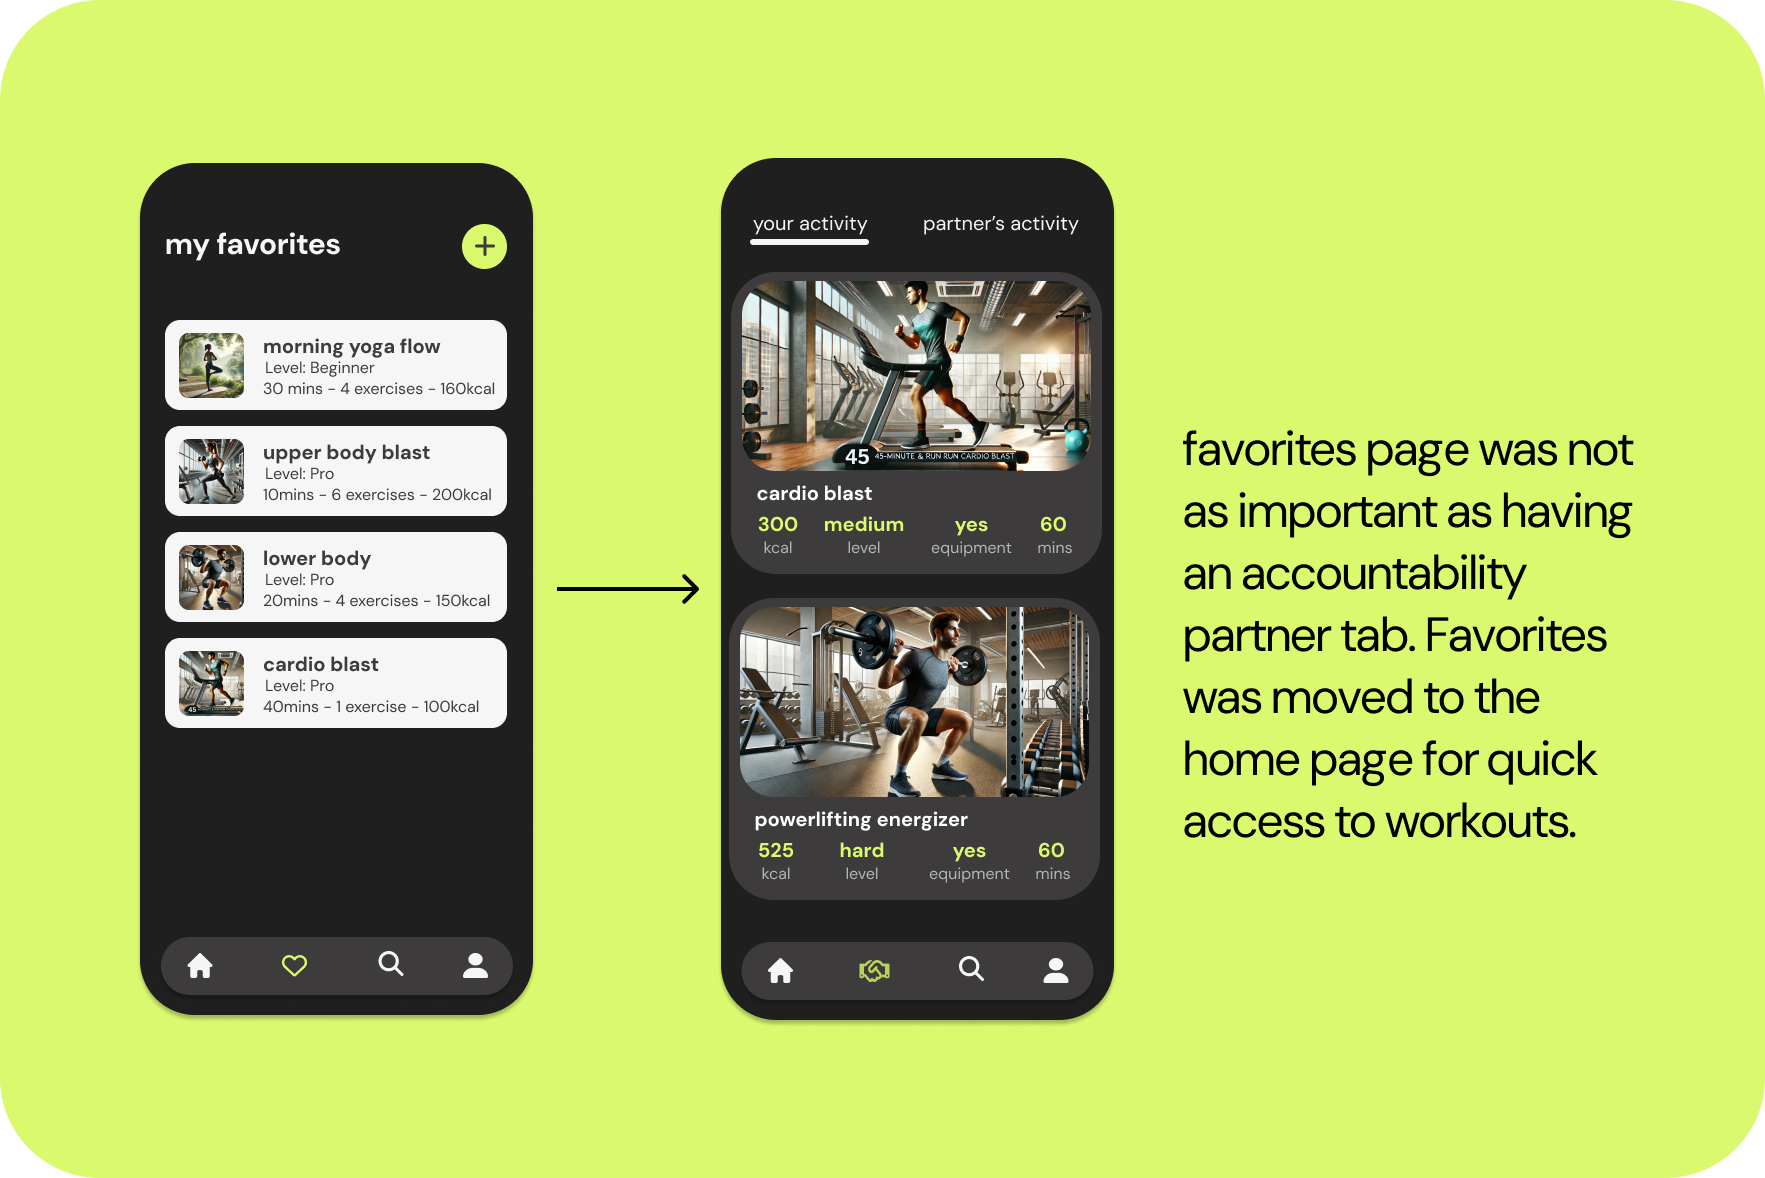 my favorites
morning yoga flow
Level: Beginner
30 mins - 4 exercises - 160kcal
upper body blast
Level: Pro
10mins - 6 exercises - 200kcal
lower body
Level: Pro
20mins - 4 exercises - 150kcal
45
cardio blast
Level: Pro
40mins - 1 exercise - 100kcal
your activity
partner's activity
45 45-MINUTE & RUN RUN CARDIO BLAST
cardio blast
300 medium yes 60
kcal level equipment mins
powerlifting energizer
525 hard yes 60
kcal level equipment mins
favorites page was not
as important as having
an accountability
partner tab. Favorites
was moved to the
home page for quick
access to workouts.